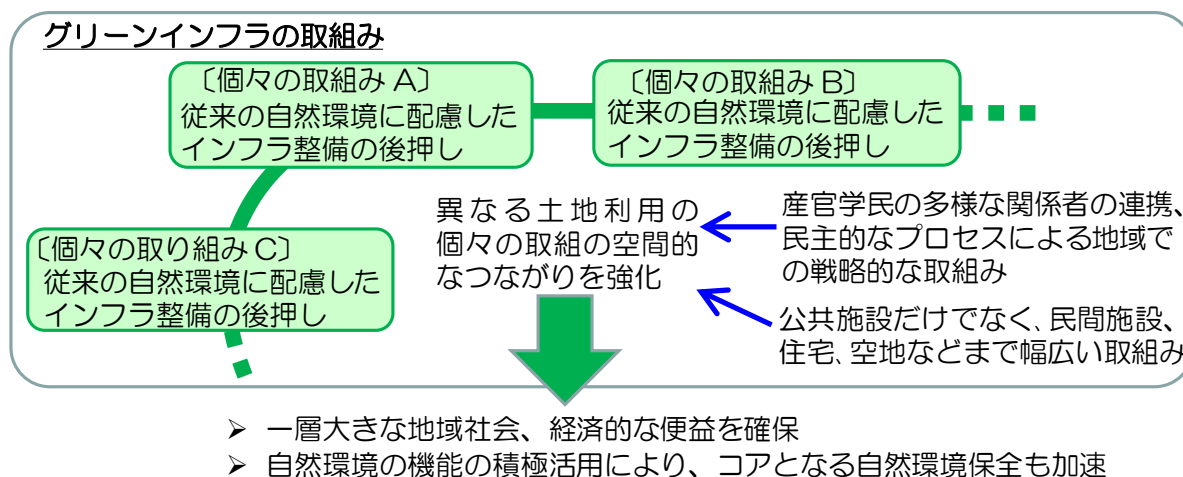 グリーンインフラの取組み
〔個々の取組み A〕
従来の自然環境に配慮した
インフラ整備の後押し
〔個々の取組み B〕
従来の自然環境に配慮した
インフラ整備の後押し
〔個々の取り組み C〕
従来の自然環境に配慮した
インフラ整備の後押し
異なる土地利用の
個々の取組の空間的
なつながりを強化
産官学民の多様な関係者の連携、
民主的なプロセスによる地域で
の戦略的な取組み
公共施設だけでなく、民間施設、
住宅、空地などまで幅広い取組み
➢ 一層大きな地域社会、経済的な便益を確保
➢ 自然環境の機能の積極活用により、コアとなる自然環境保全も加速